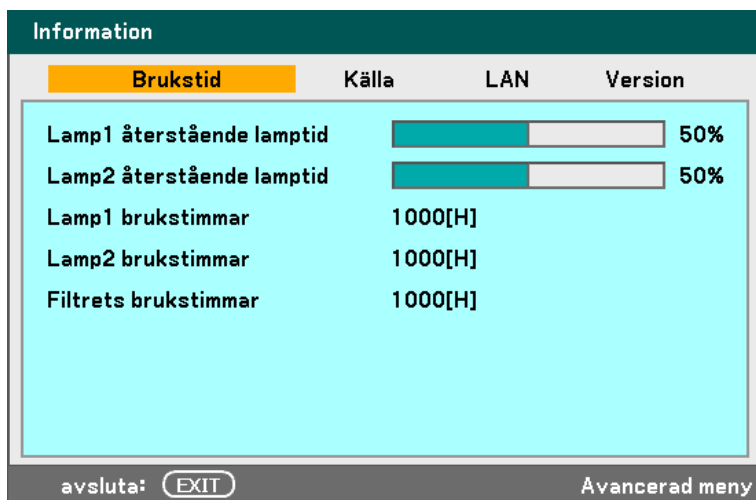 Information
Brukstid Källa LAN Version
Lamp1 återstående lamptid 50%
Lamp2 återstående lamptid 50%
Lamp1 brukstimmar 1000[H]
Lamp2 brukstimmar 1000[H]
Filtrets brukstimmar 1000[H]
avsluta: EXIT Avancerad meny